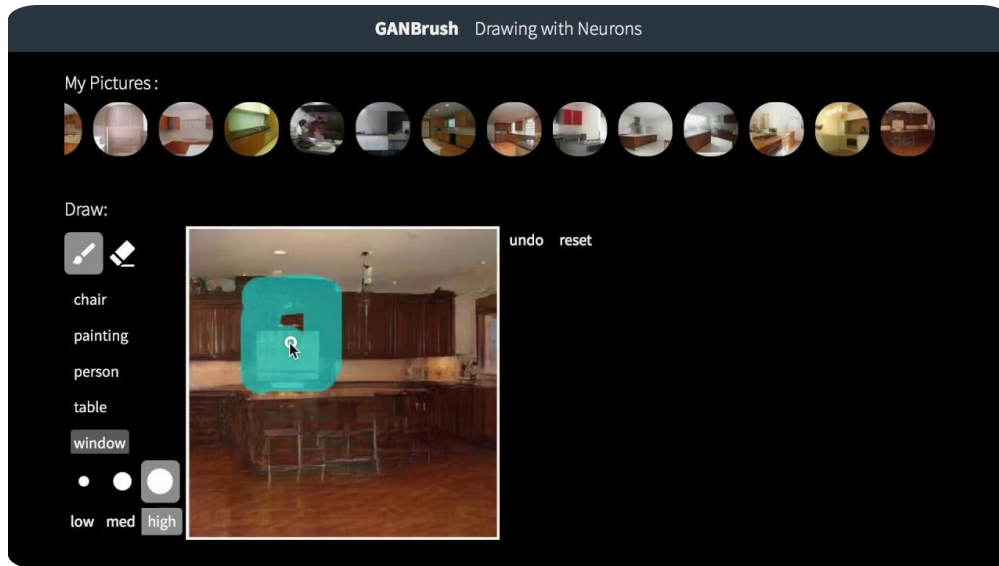 GANBrush Drawing with Neurons
My Pictures :
Draw:
undo reset
chair
painting
person
table
window
low med high